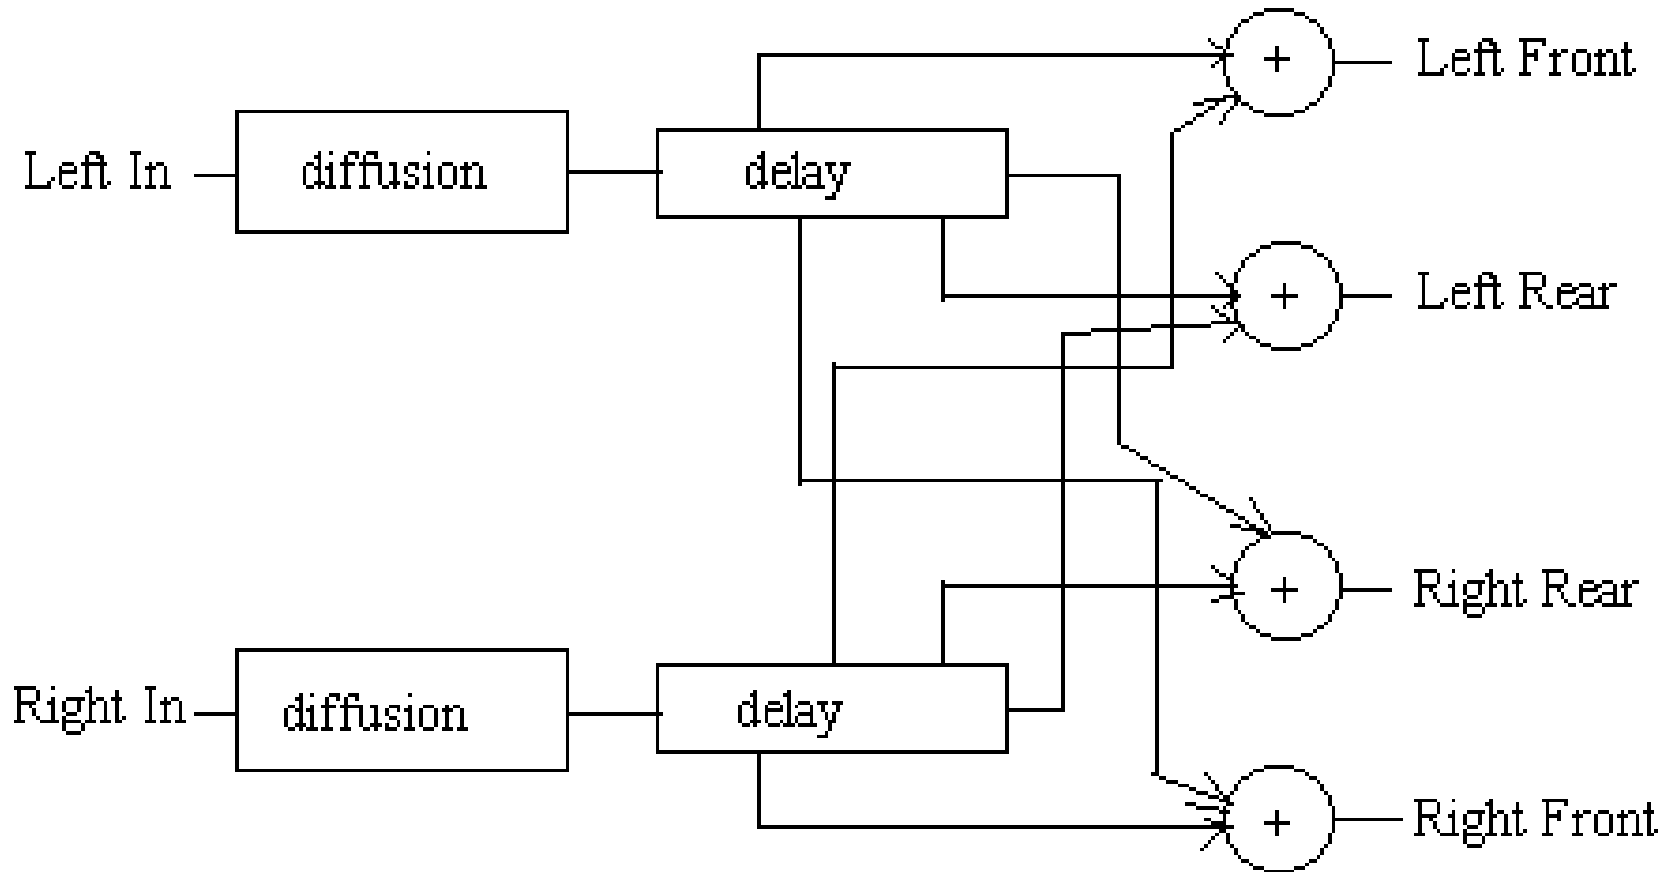 Left Front
Left In
diffusion
delay
+
+
Left Rear
+
Right Rear
Right In
diffusion
delay
+
Right Front